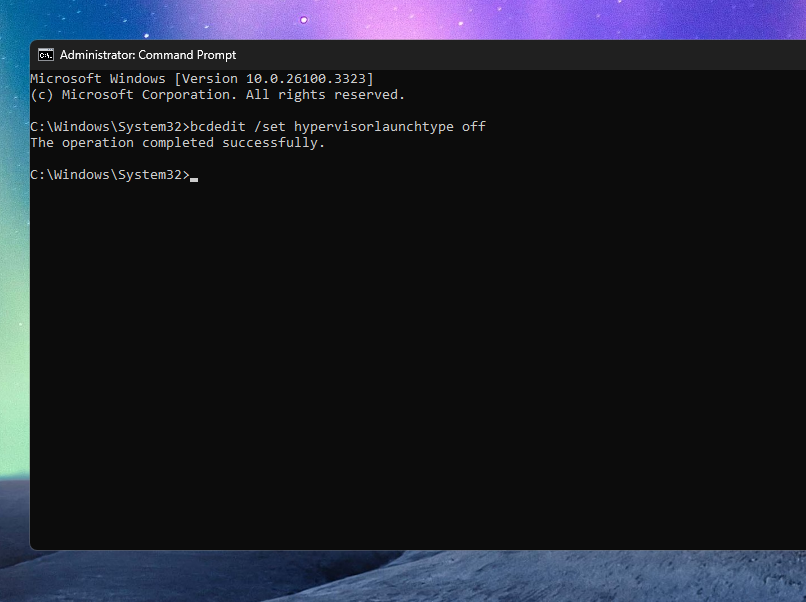 Administrator: Command Prompt
Microsoft Windows [Version 10.0.26100.3323]
(c) Microsoft Corporation. All rights reserved.
C:\Windows\System32>bcdedit /set hypervisorlaunchtype off
The operation completed successfully.
C:\Windows\System32>